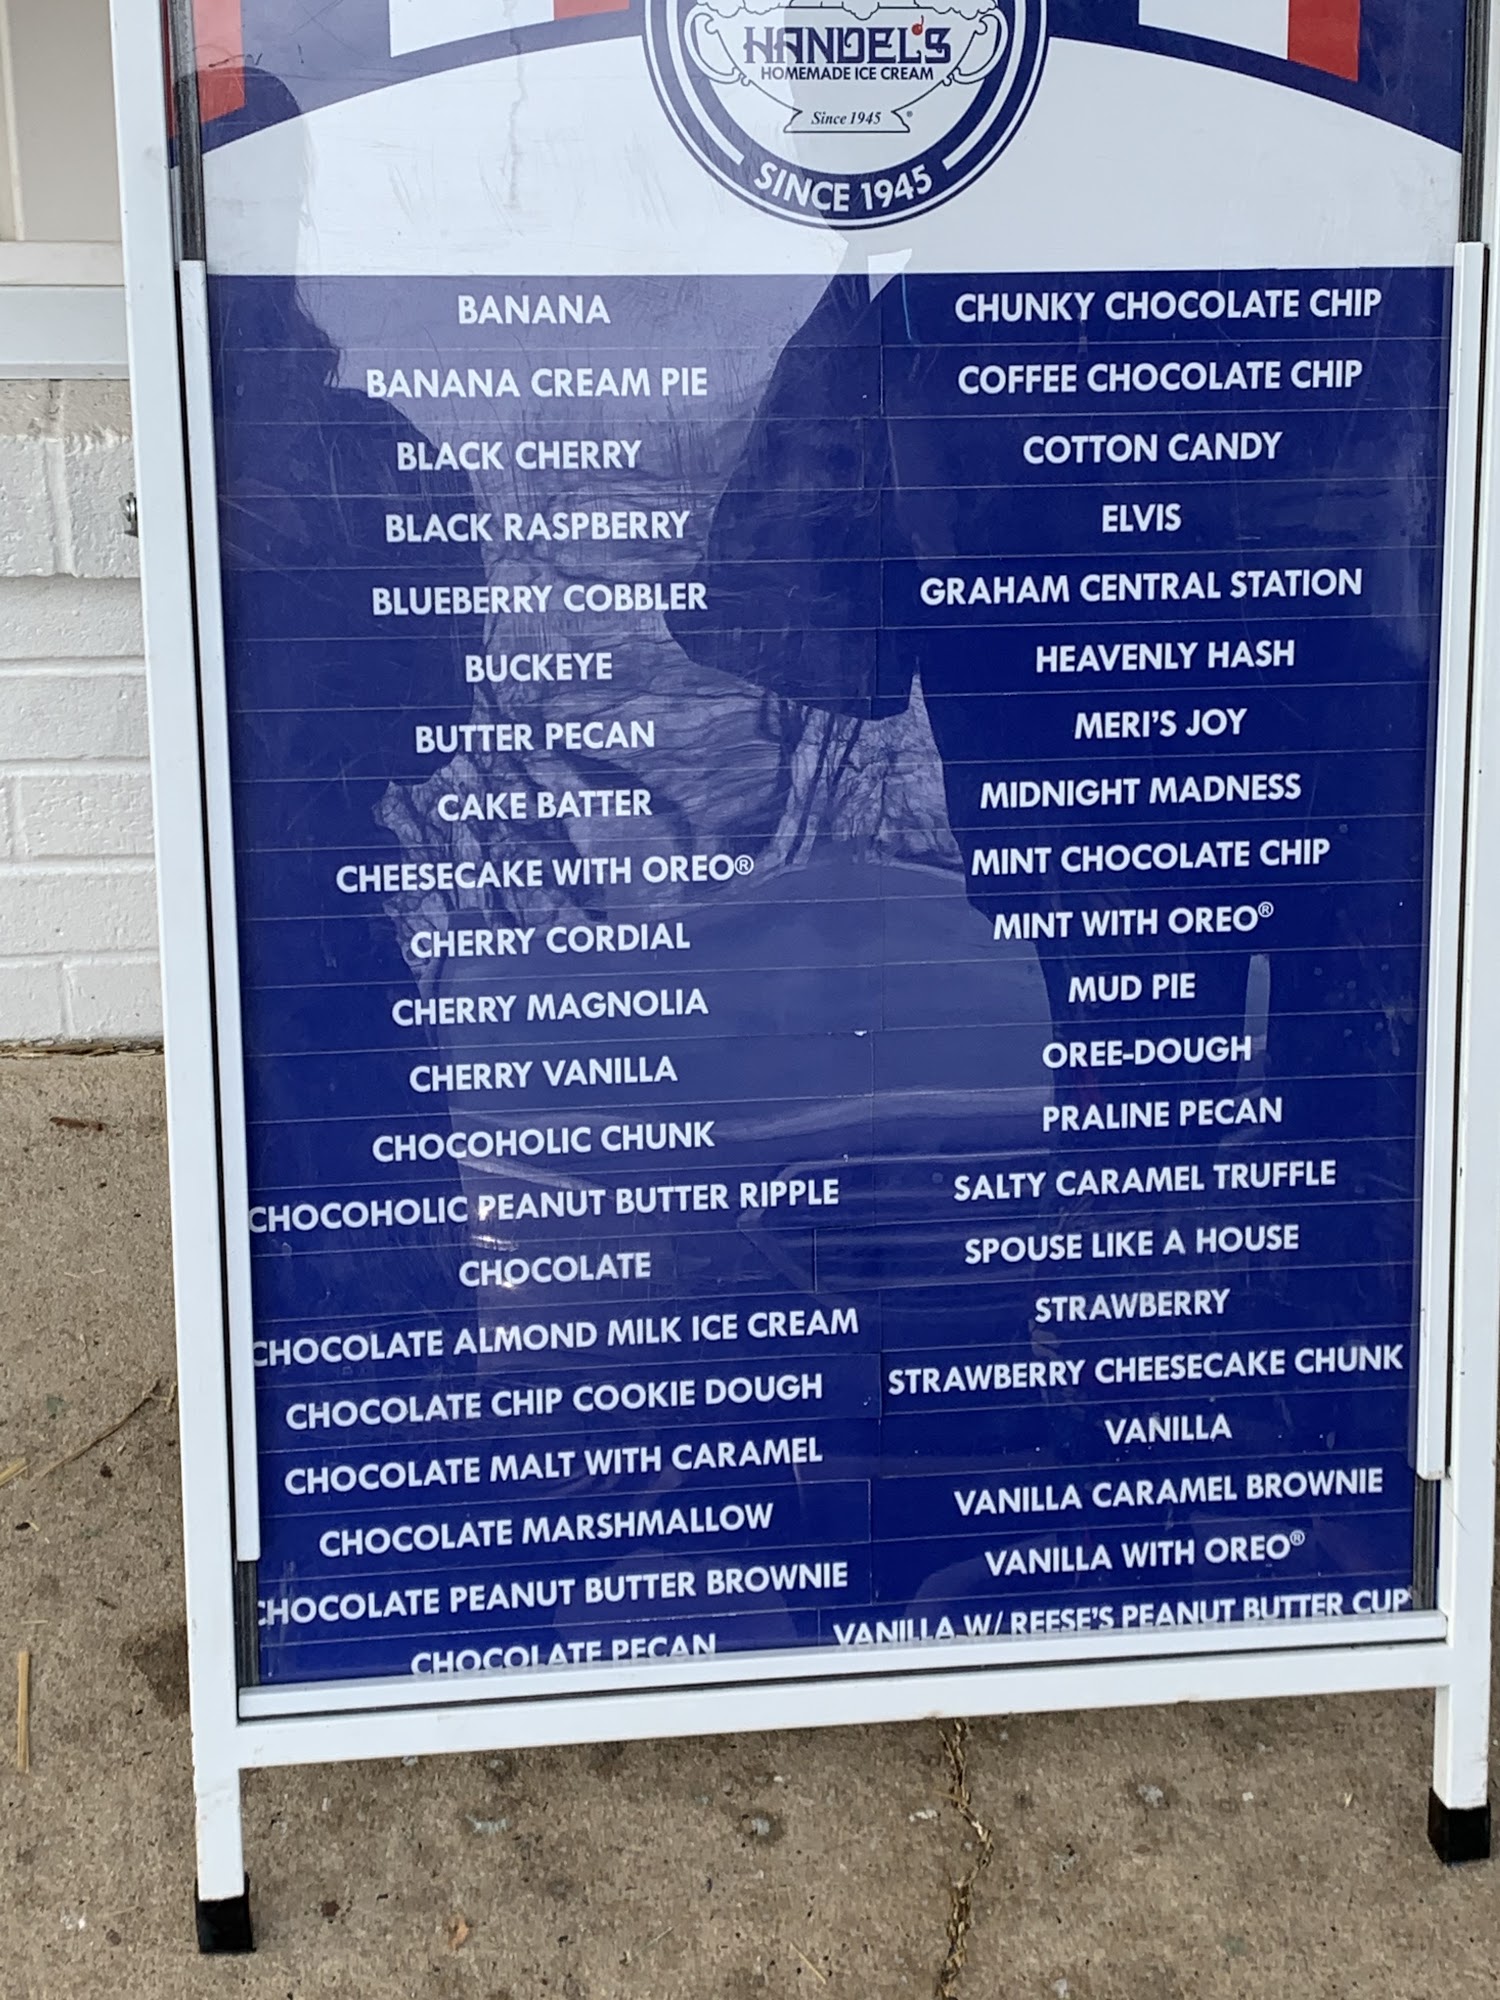 HANDEL'S
HOMEMADE ICE CREAM
Since 1945
SINCE 1945
BANANA
BANANA CREAM PIE
BLACK CHERRY
BLACK RASPBERRY
BLUEBERRY COBBLER
BUCKEYE
BUTTER PECAN
CAKE BATTER
CHEESECAKE WITH OREO®
CHERRY CORDIAL
CHERRY MAGNOLIA
CHERRY VANILLA
CHOCOHOLIC CHUNK
CHOCOHOLIC PEANUT BUTTER RIPPLE
CHOCOLATE
CHOCOLATE ALMOND MILK ICE CREAM
CHOCOLATE CHIP COOKIE DOUGH
CHOCOLATE MALT WITH CARAMEL
CHOCOLATE MARSHMALLOW
CHOCOLATE PEANUT BUTTER BROWNIE
CHOCOLATE PECAN
CHUNKY CHOCOLATE CHIP
COFFEE CHOCOLATE CHIP
COTTON CANDY
ELVIS
GRAHAM CENTRAL STATION
HEAVENLY HASH
MERI'S JOY
MIDNIGHT MADNESS
MINT CHOCOLATE CHIP
MINT WITH OREO®
MUD PIE
OREE-DOUGH
PRALINE PECAN
SALTY CARAMEL TRUFFLE
SPOUSE LIKE A HOUSE
STRAWBERRY
STRAWBERRY CHEESECAKE CHUNK
VANILLA
VANILLA CARAMEL BROWNIE
VANILLA WITH OREO®
VANILLA W/ REESE'S PEANUT BUTTER CUP